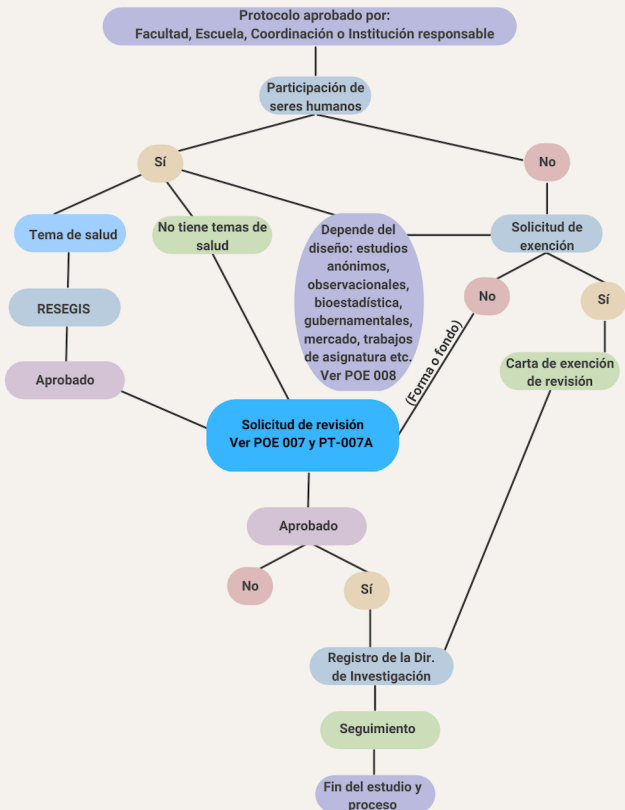 Protocolo aprobado por:
Facultad, Escuela, Coordinación o Institución responsable
Participación de
seres humanos
Sí
No
Tema de salud
No tiene temas de
salud
Depende del
diseño: estudios
anónimos,
observacionales,
bioestadística,
gubernamentales,
mercado, trabajos
de asignatura etc.
Ver POE 008
Solicitud de
exención
RESEGIS
No
Sí
(Forma o fondo)
Aprobado
Carta de exención
de revisión
Solicitud de revisión
Ver POE 007 y PT-007A
Aprobado
No
Sí
Registro de la Dir.
de Investigación
Seguimiento
Fin del estudio y
proceso